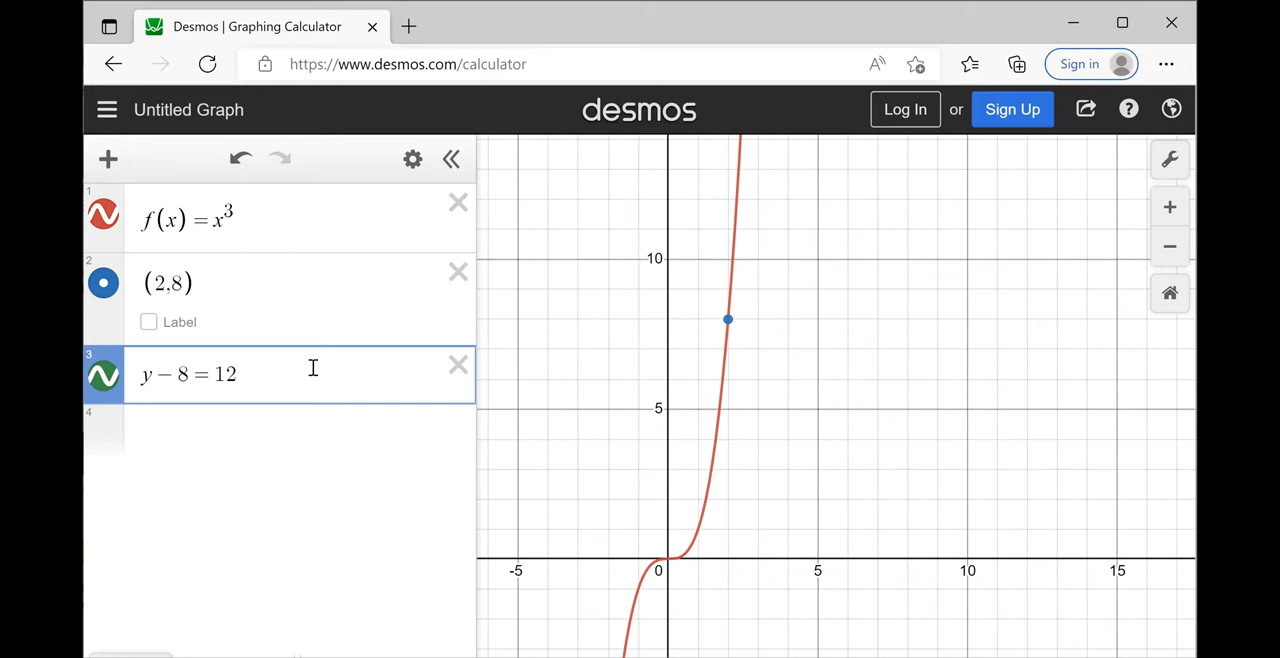 Desmos | Graphing Calculator
https://www.desmos.com/calculator
Sign in
Untitled Graph
desmos
Log In or Sign Up
1
f(x) = x³
2
(2,8)
Label
3
y − 8 = 12
4
10
5
-5
0
5
10
15